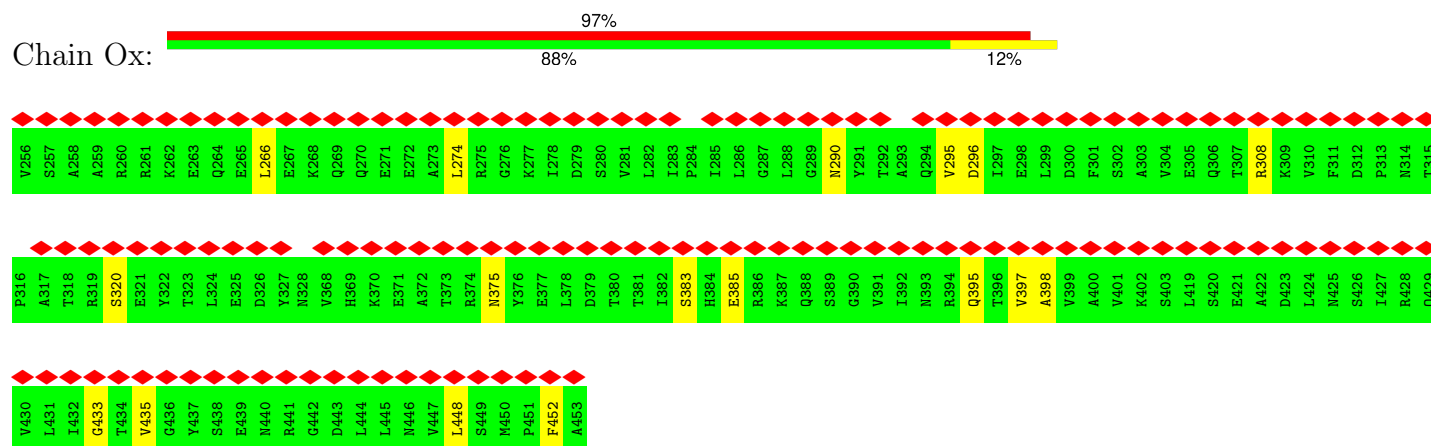 97%
Chain Ox:
88% 12%
V256 S257 A258 A259 R260 R261 K262 E263 Q264 E265 L266 E267 K268 Q269 Q270 E271 E272 A273 L274 R275 G276 K277 I278 D279 S280 V281 L282 I283 P284 I285 L286 G287 L288 G289 N290 Y291 T292 A293 Q294 V295 D296 I297 E298 L299 D300 F301 S302 A303 V304 E305 Q306 T307 R308 K309 V310 F311 D312 P313 N314 T315
P316 A317 T318 R319 S320 E321 Y322 T323 L324 E325 D326 Y327 N328 V368 H369 K370 E371 A372 T373 R374 N375 Y376 E377 L378 D379 T380 T381 I382 S383 H384 E385 R386 K387 Q388 S389 G390 V391 I392 N393 R394 Q395 T396 V397 A398 V399 A400 V401 K402 S403 L419 S420 E421 A422 D423 L424 N425 S426 I427 R428 Q429
V430 L431 I432 G433 T434 V435 G436 Y437 S438 E439 N440 R441 G442 D443 L444 L445 N446 V447 L448 S449 M450 P451 F452 A453